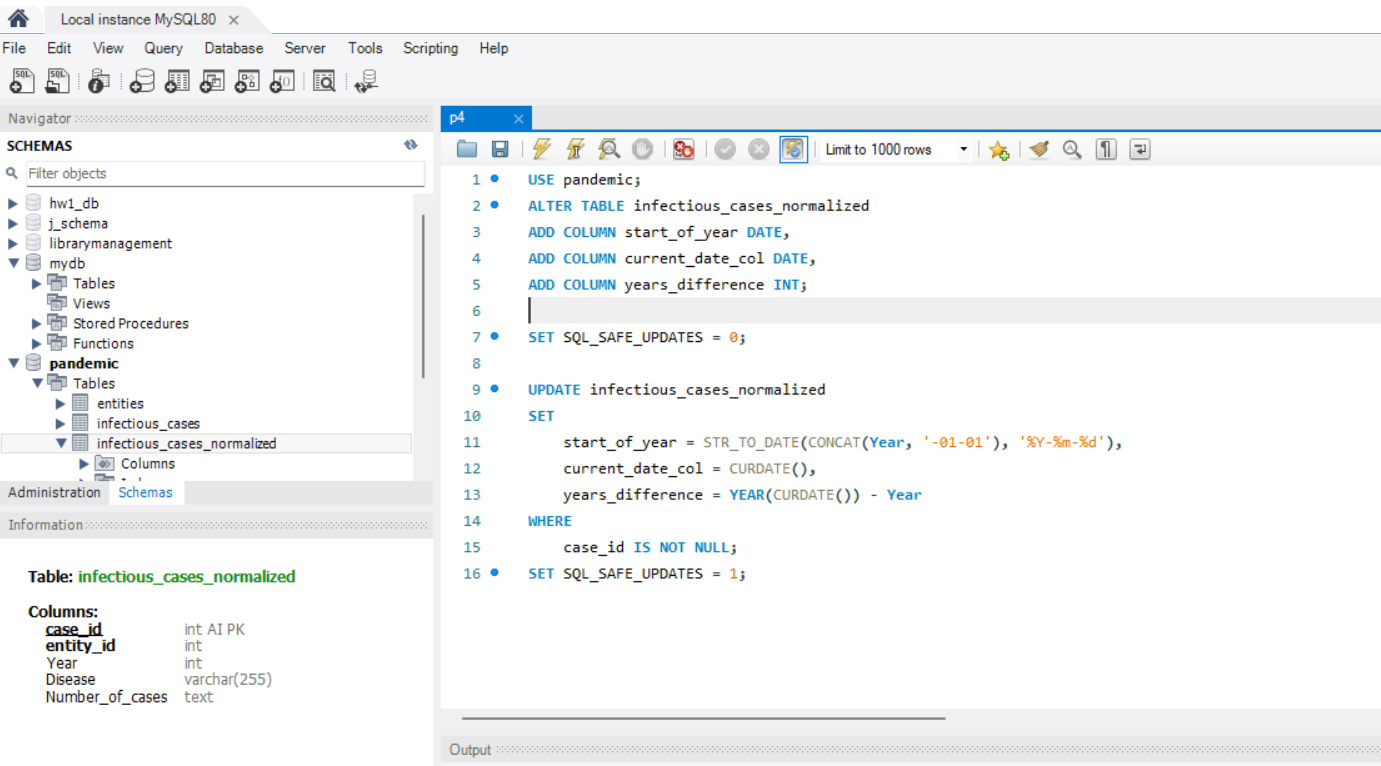 Local instance MySQL80 ×
File Edit View Query Database Server Tools Scripting Help
Navigator
SCHEMAS
Filter objects
hw1_db
j_schema
librarymanagement
mydb
Tables
Views
Stored Procedures
Functions
pandemic
Tables
entities
infectious_cases
infectious_cases_normalized
Columns
Administration Schemas
Information
Table: infectious_cases_normalized
Columns:
case_id int AI PK
entity_id int
Year int
Disease varchar(255)
Number_of_cases text
p4 ×
Limit to 1000 rows
1 USE pandemic;
2 ALTER TABLE infectious_cases_normalized
3 ADD COLUMN start_of_year DATE,
4 ADD COLUMN current_date_col DATE,
5 ADD COLUMN years_difference INT;
6
7 SET SQL_SAFE_UPDATES = 0;
8
9 UPDATE infectious_cases_normalized
10 SET
11 start_of_year = STR_TO_DATE(CONCAT(Year, '-01-01'), '%Y-%m-%d'),
12 current_date_col = CURDATE(),
13 years_difference = YEAR(CURDATE()) - Year
14 WHERE
15 case_id IS NOT NULL;
16 SET SQL_SAFE_UPDATES = 1;
Output